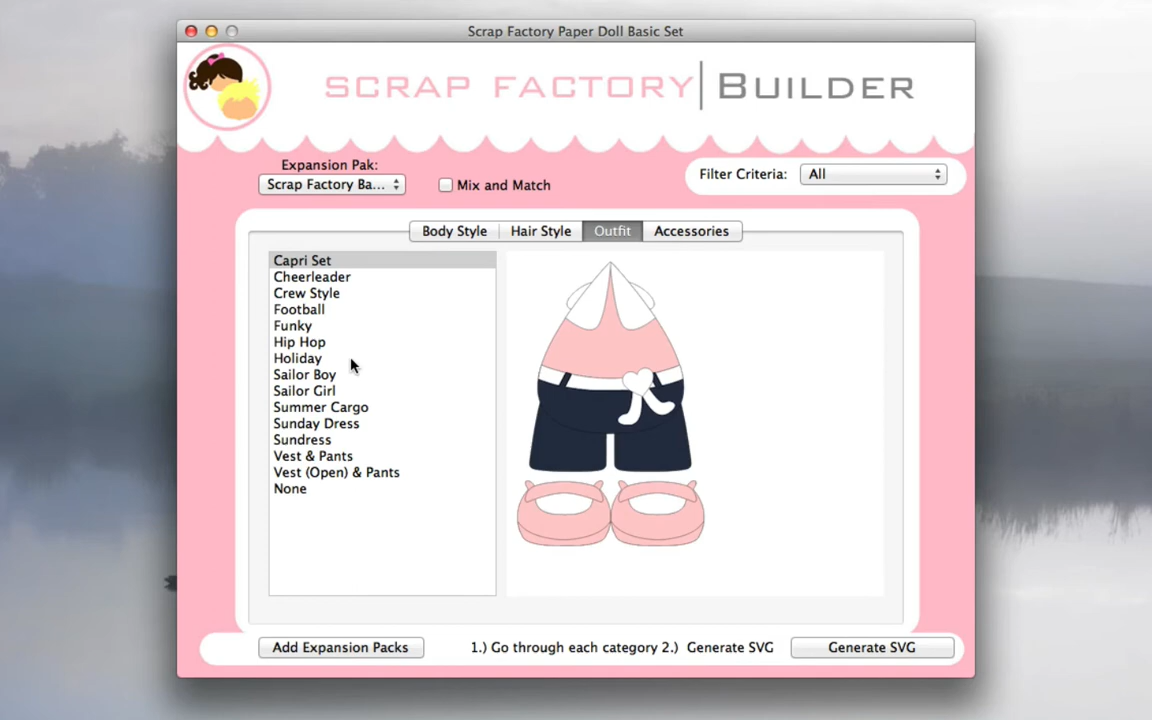 Scrap Factory Paper Doll Basic Set
SCRAP FACTORY|BUILDER
Expansion Pak:
Scrap Factory Ba...
Mix and Match
Filter Criteria:
All
Body Style
Hair Style
Outfit
Accessories
Capri Set
Cheerleader
Crew Style
Football
Funky
Hip Hop
Holiday
Sailor Boy
Sailor Girl
Summer Cargo
Sunday Dress
Sundress
Vest & Pants
Vest (Open) & Pants
None
Add Expansion Packs
1.) Go through each category 2.) Generate SVG
Generate SVG